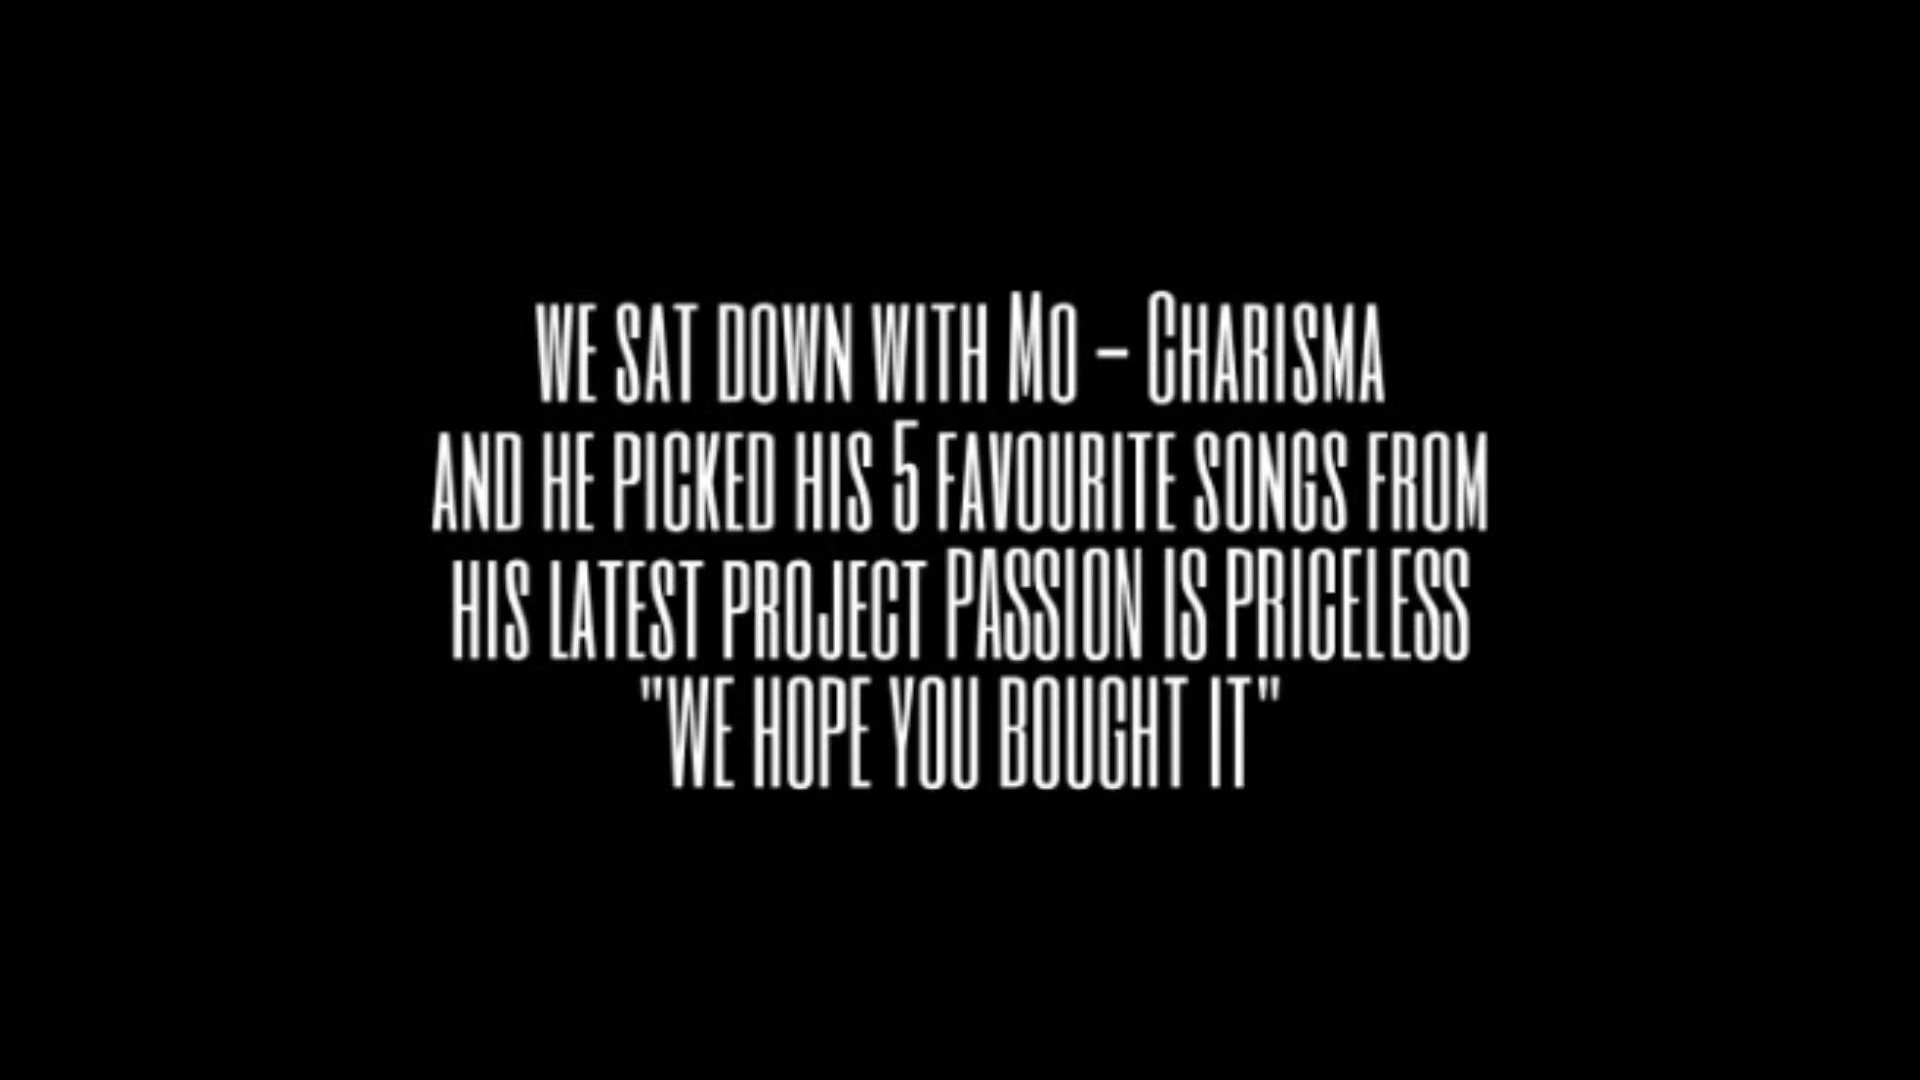 we sat down with Mo - Charisma
and he picked his 5 favourite songs from
his latest project PASSION IS PRICELESS
"WE HOPE YOU BOUGHT IT"